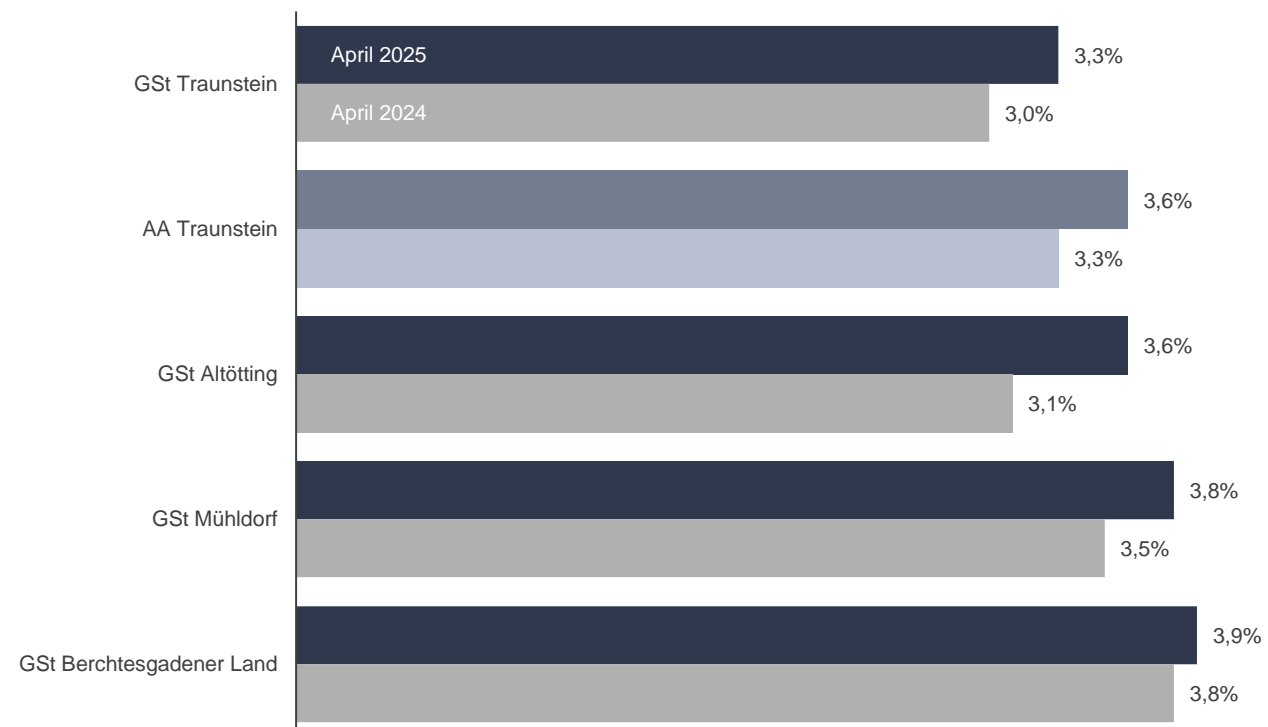 April 2025
3,3%
GSt Traunstein
April 2024
3,0%
3,6%
AA Traunstein
3,3%
3,6%
GSt Altötting
3,1%
3,8%
GSt Mühldorf
3,5%
3,9%
GSt Berchtesgadener Land
3,8%